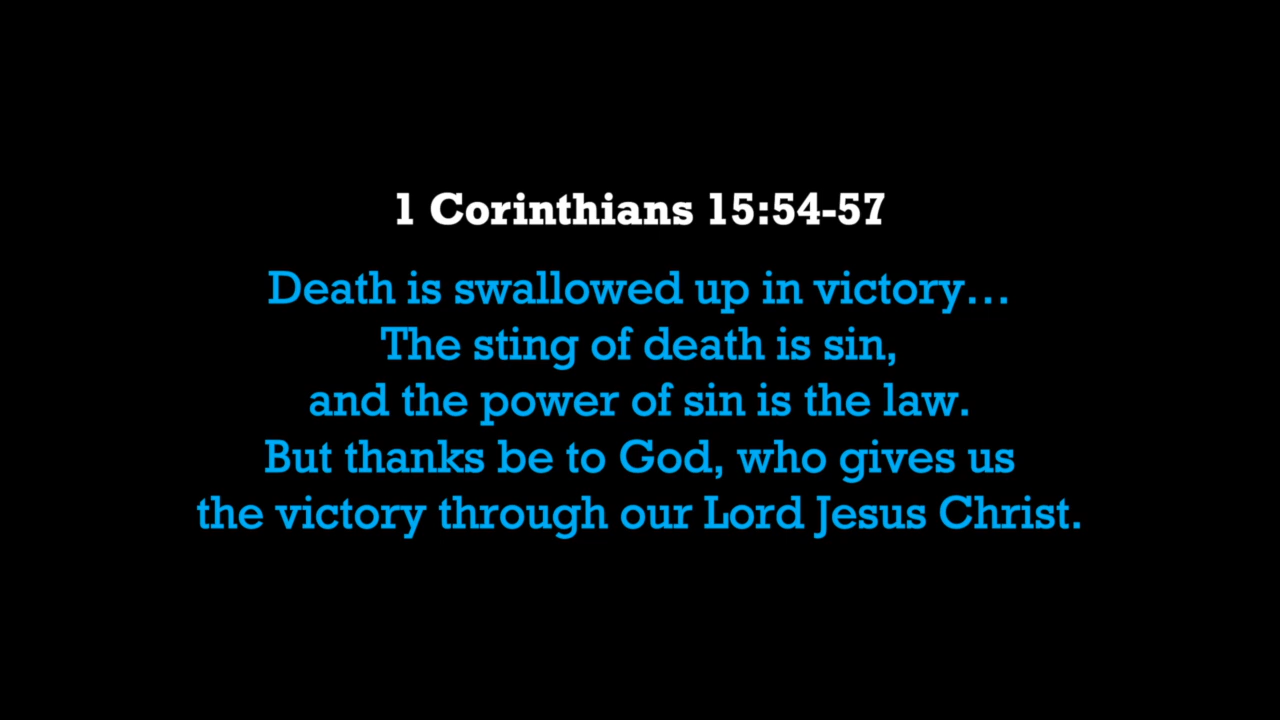 1 Corinthians 15:54-57
Death is swallowed up in victory…
The sting of death is sin,
and the power of sin is the law.
But thanks be to God, who gives us
the victory through our Lord Jesus Christ.